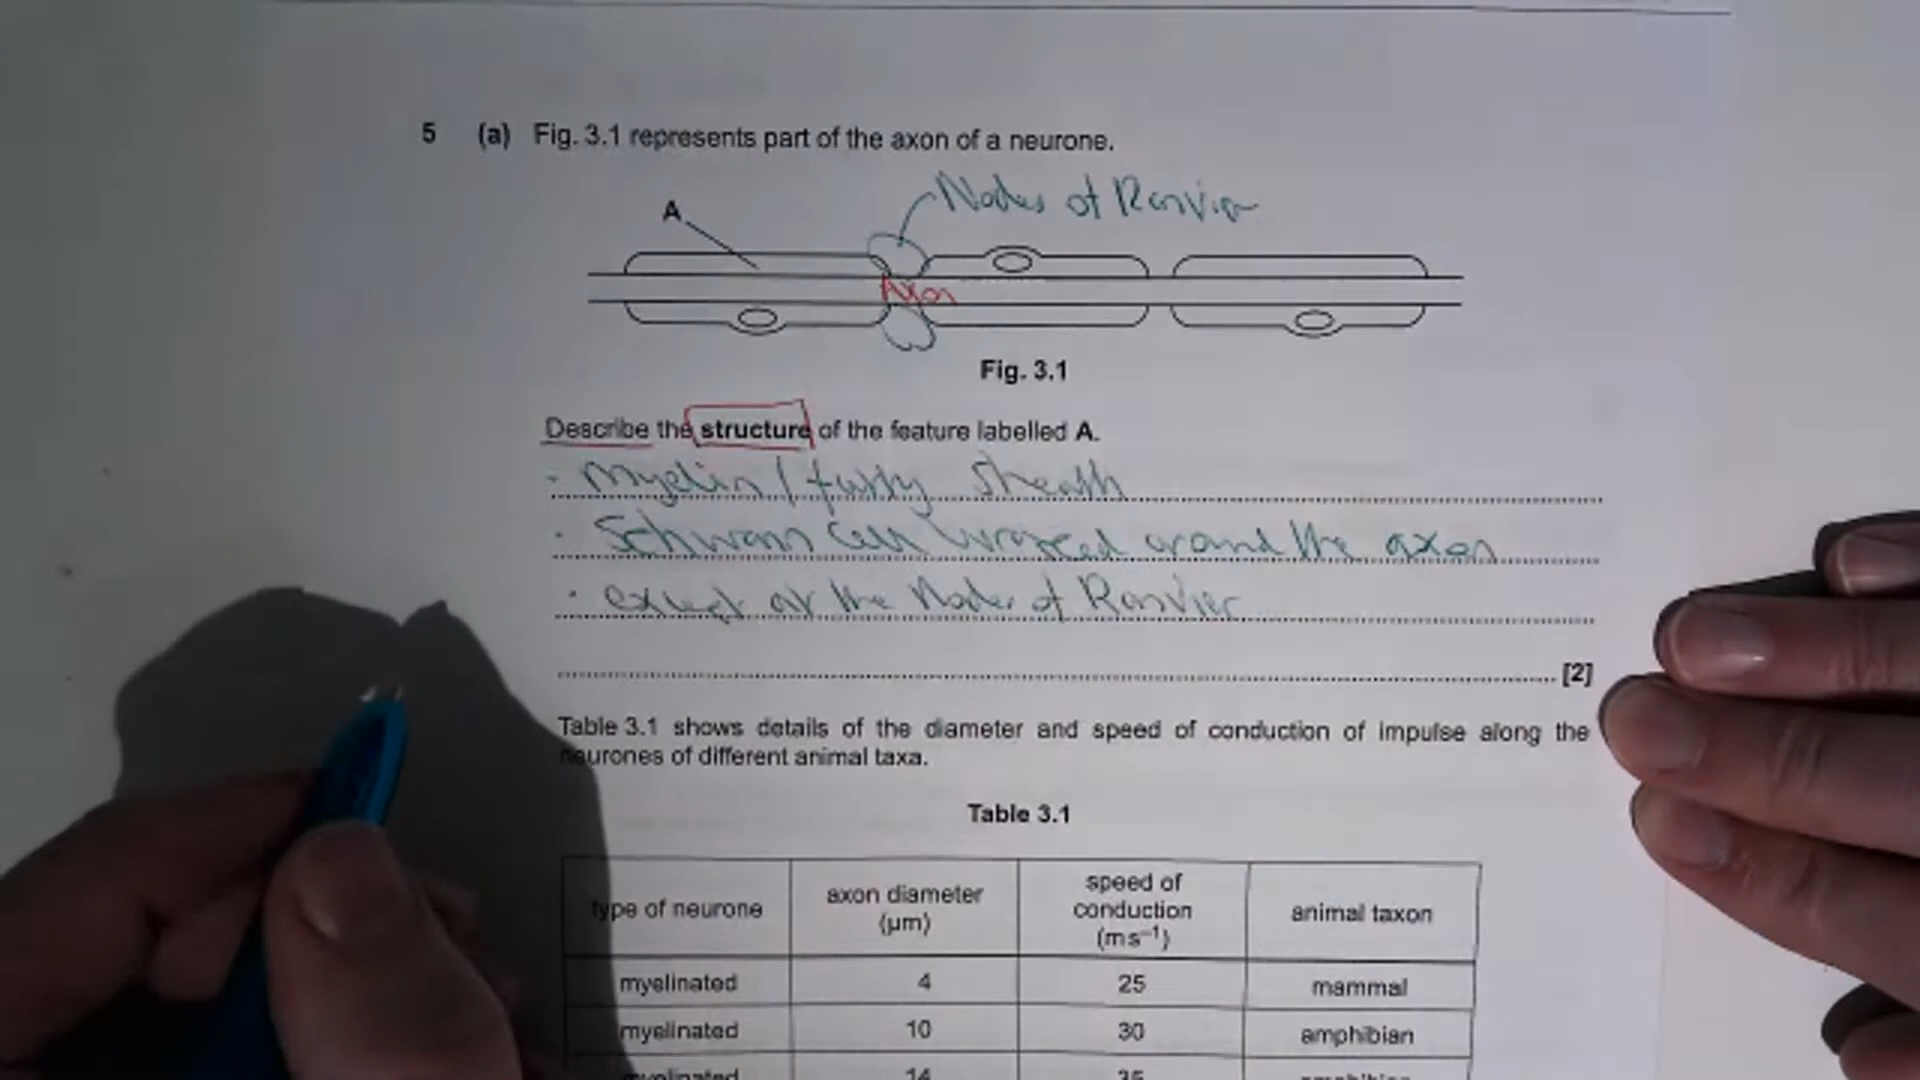 5 (a) Fig. 3.1 represents part of the axon of a neurone.
Nodes of Ranvier
A
Axon
Fig. 3.1
Describe the structure of the feature labelled A.
· Myelin / fatty sheath
· Schwann cell wrapped around the axon
· except at the Nodes of Ranvier
[2]
Table 3.1 shows details of the diameter and speed of conduction of impulse along the
neurones of different animal taxa.
Table 3.1
type of neurone axon diameter (µm) speed of conduction (ms⁻¹) animal taxon
myelinated 4 25 mammal
myelinated 10 30 amphibian
myelinated 14 35 amphibian